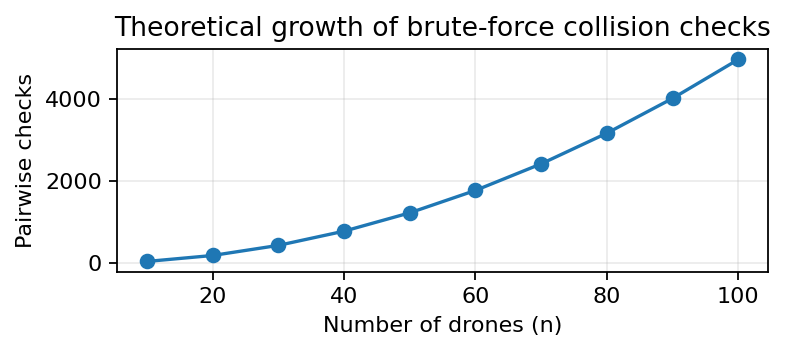 Theoretical growth of brute-force collision checks
Pairwise checks
4000
2000
0
20 40 60 80 100
Number of drones (n)